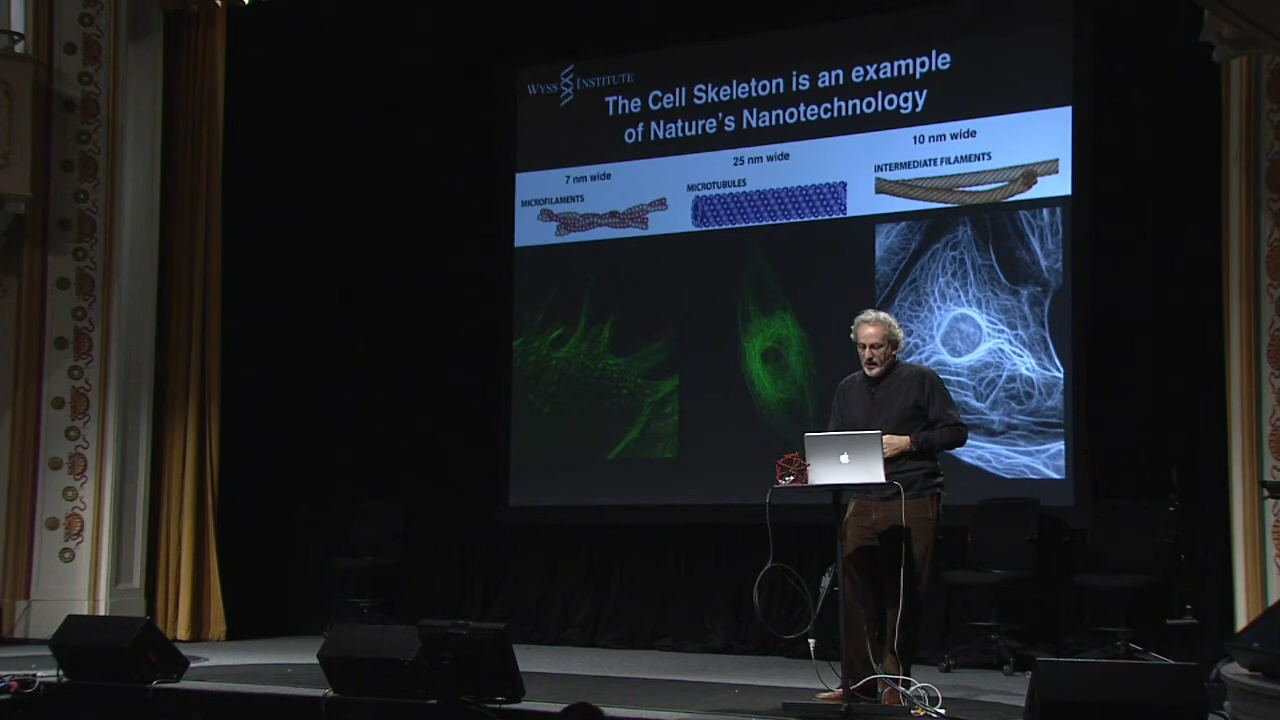 WYSS INSTITUTE
The Cell Skeleton is an example
of Nature's Nanotechnology
7 nm wide
25 nm wide
10 nm wide
MICROFILAMENTS
MICROTUBULES
INTERMEDIATE FILAMENTS